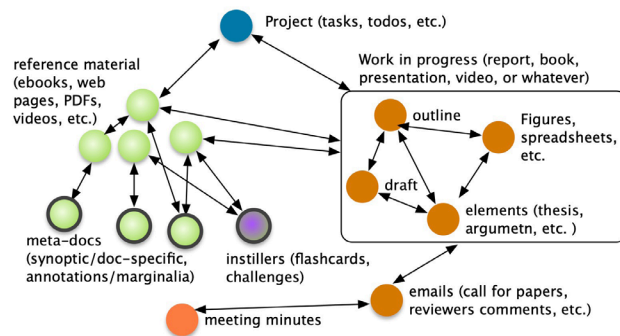 Project (tasks, todos, etc.)
reference material
(ebooks, web
pages, PDFs,
videos, etc.)
Work in progress (report, book,
presentation, video, or whatever)
outline
Figures,
spreadsheets,
etc.
draft
elements (thesis,
argumetn, etc. )
meta-docs
(synoptic/doc-specific,
annotations/marginalia)
instillers (flashcards,
challenges)
emails (call for papers,
reviewers comments, etc.)
meeting minutes